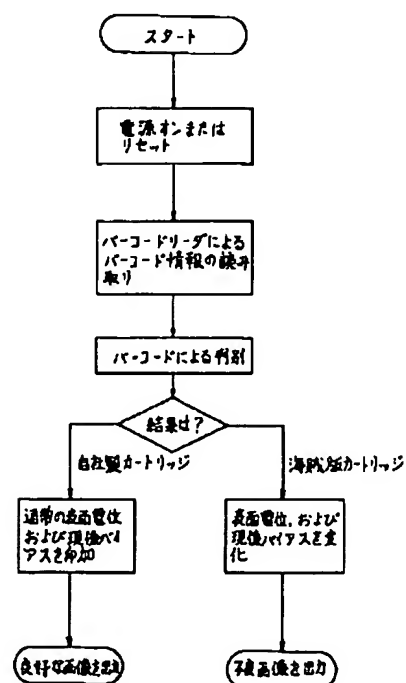 スタート
電源オンまたは
リセット
バーコードリーダによる
バーコード情報の読み
取り
バーコードによる判別
結果は?
自社製カートリッジ
海賊版カートリッジ
通常の表面電位
および現像バイ
アスを印加
表面電位,および
現像バイアスを変
化
良好な画像を出力
不良画像を出力